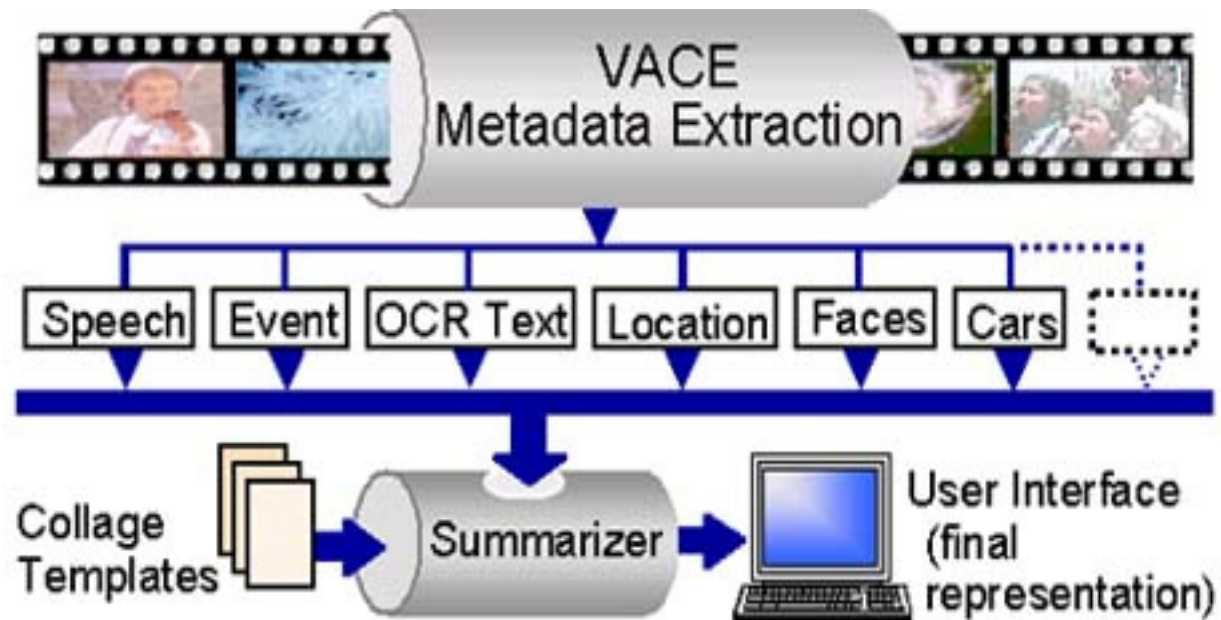 VACE
Metadata Extraction
Speech
Event
OCR Text
Location
Faces
Cars
Collage
Templates
Summarizer
User Interface
(final
representation)